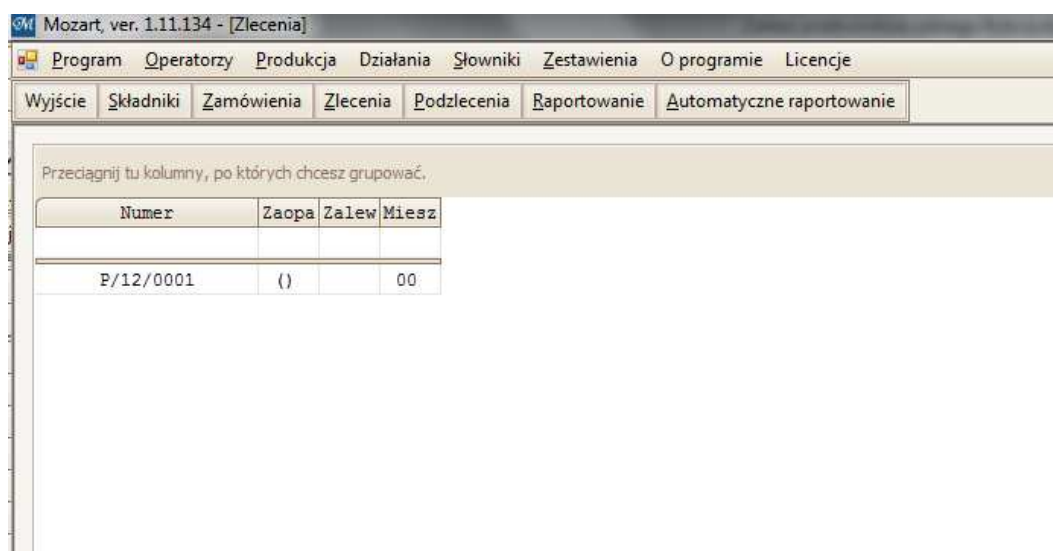 Mozart, ver. 1.11.134 - [Zlecenia]
Program Operatorzy Produkcja Działania Słowniki Zestawienia O programie Licencje
Wyjście Składniki Zamówienia Zlecenia Podzlecenia Raportowanie Automatyczne raportowanie
Przeciągnij tu kolumny, po których chcesz grupować.
Numer Zaopa Zalew Miesz
P/12/0001 () 00